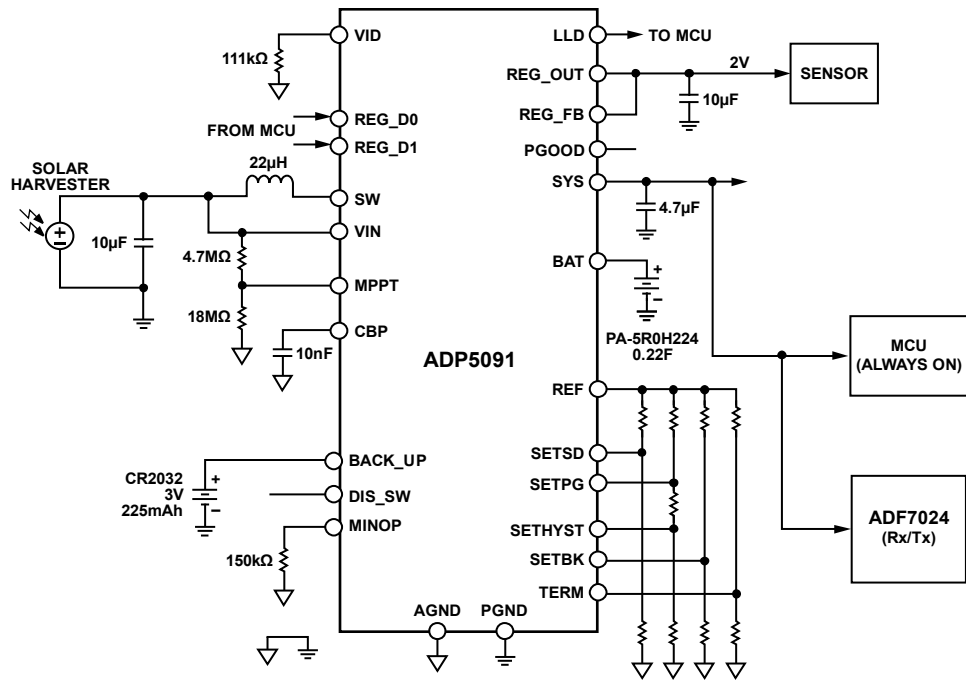 VID
111kΩ
REG_D0
FROM MCU
REG_D1
22µH
SOLAR
HARVESTER
SW
VIN
10µF
4.7MΩ
MPPT
18MΩ
CBP
10nF
ADP5091
BACK_UP
CR2032
3V
225mAh
DIS_SW
MINOP
150kΩ
AGND
PGND
LLD
TO MCU
REG_OUT
2V
SENSOR
10µF
REG_FB
PGOOD
SYS
4.7µF
BAT
PA-5R0H224
0.22F
MCU
(ALWAYS ON)
REF
SETSD
SETPG
SETHYST
SETBK
TERM
ADF7024
(Rx/Tx)